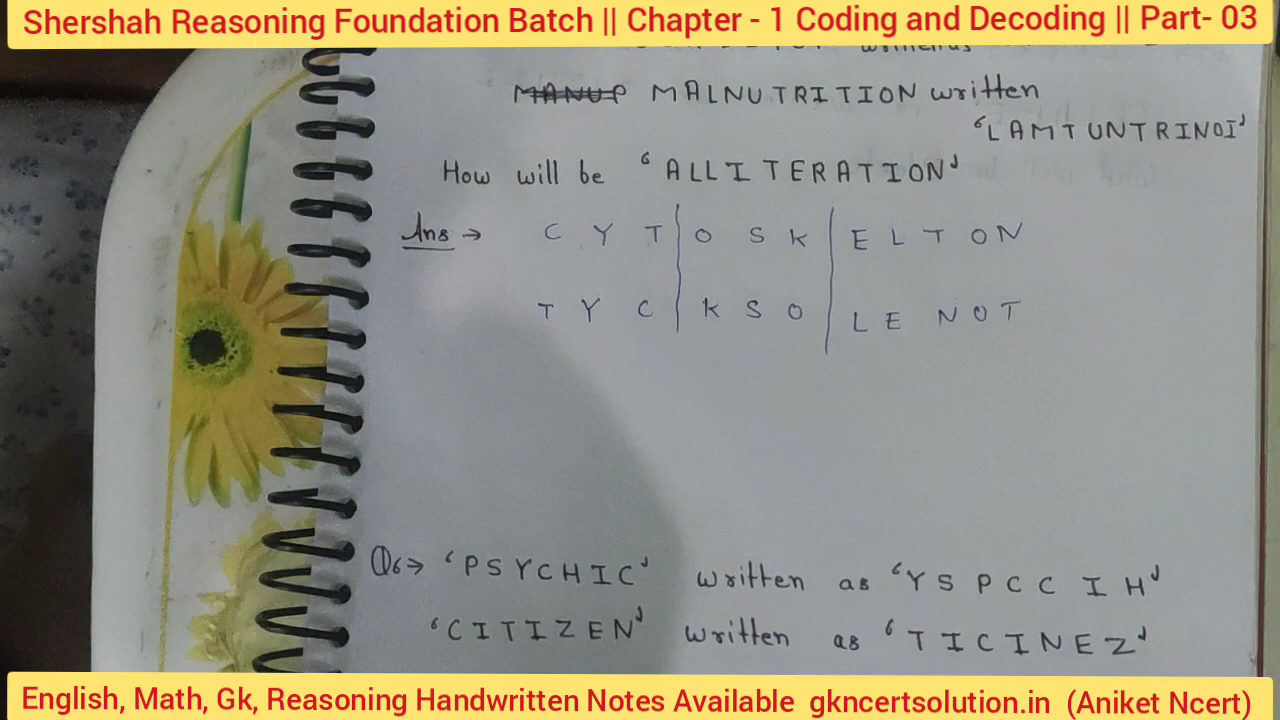 Shershah Reasoning Foundation Batch || Chapter - 1 Coding and Decoding || Part- 03
MALNUTRITION written
'LAMTUNTRINOI'
How will be 'ALLITERATION'
Ans → C Y T O S K E L T O N
T Y C K S O L E N O T
Q6→ 'PSYCHIC' written as 'Y S P C C I H'
'CITIZEN' written as 'TICINEZ'
English, Math, Gk, Reasoning Handwritten Notes Available gkncertsolution.in (Aniket Ncert)